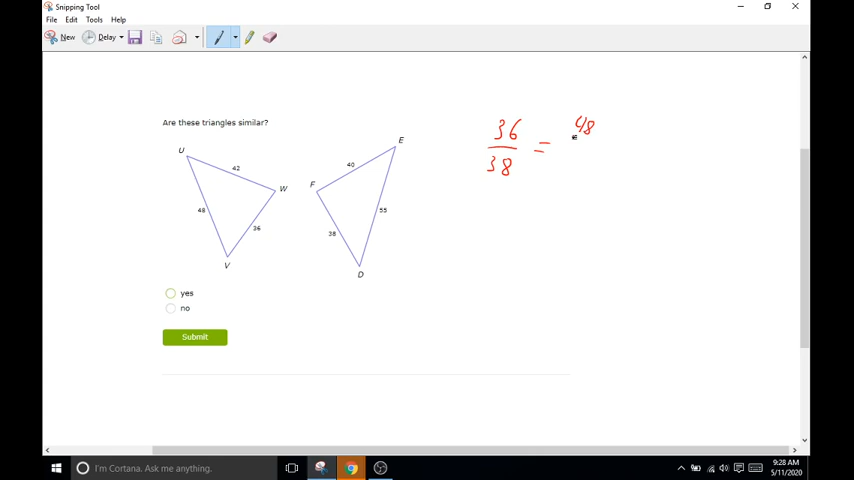 Snipping Tool
File Edit Tools Help
New Delay
Are these triangles similar?
U 42 W 48 36 V
E 40 F 55 38 D
36 48
=
38
yes
no
Submit
I'm Cortana. Ask me anything.
9:28 AM
5/11/2020